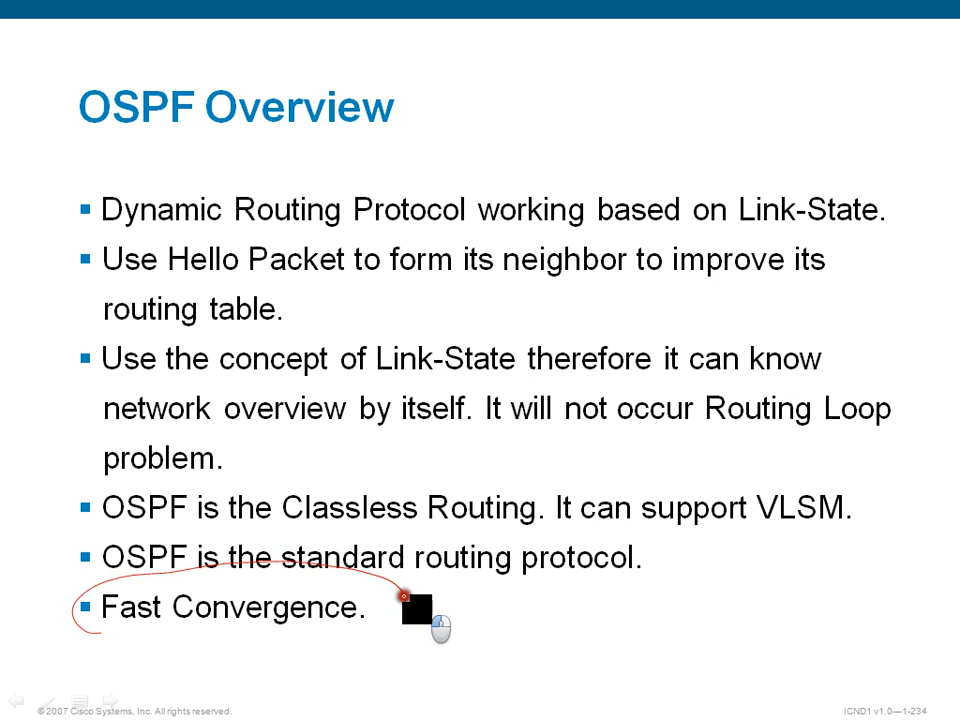 OSPF Overview
Dynamic Routing Protocol working based on Link-State.
Use Hello Packet to form its neighbor to improve its
routing table.
Use the concept of Link-State therefore it can know
network overview by itself. It will not occur Routing Loop
problem.
OSPF is the Classless Routing. It can support VLSM.
OSPF is the standard routing protocol.
Fast Convergence.
© 2007 Cisco Systems, Inc. All rights reserved.
ICND1 v1.0—1-234